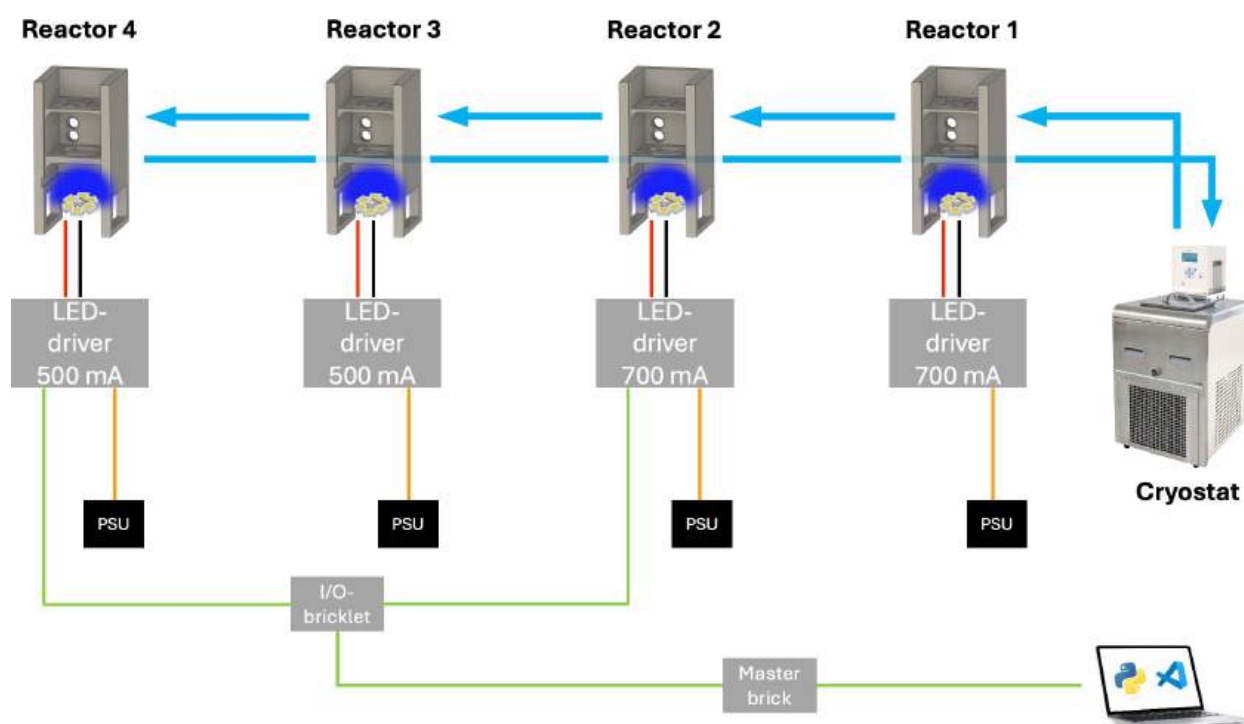 Reactor 4
Reactor 3
Reactor 2
Reactor 1
LED-
driver
500 mA
LED-
driver
500 mA
LED-
driver
700 mA
LED-
driver
700 mA
Cryostat
PSU
PSU
PSU
PSU
I/O-
bricklet
Master
brick